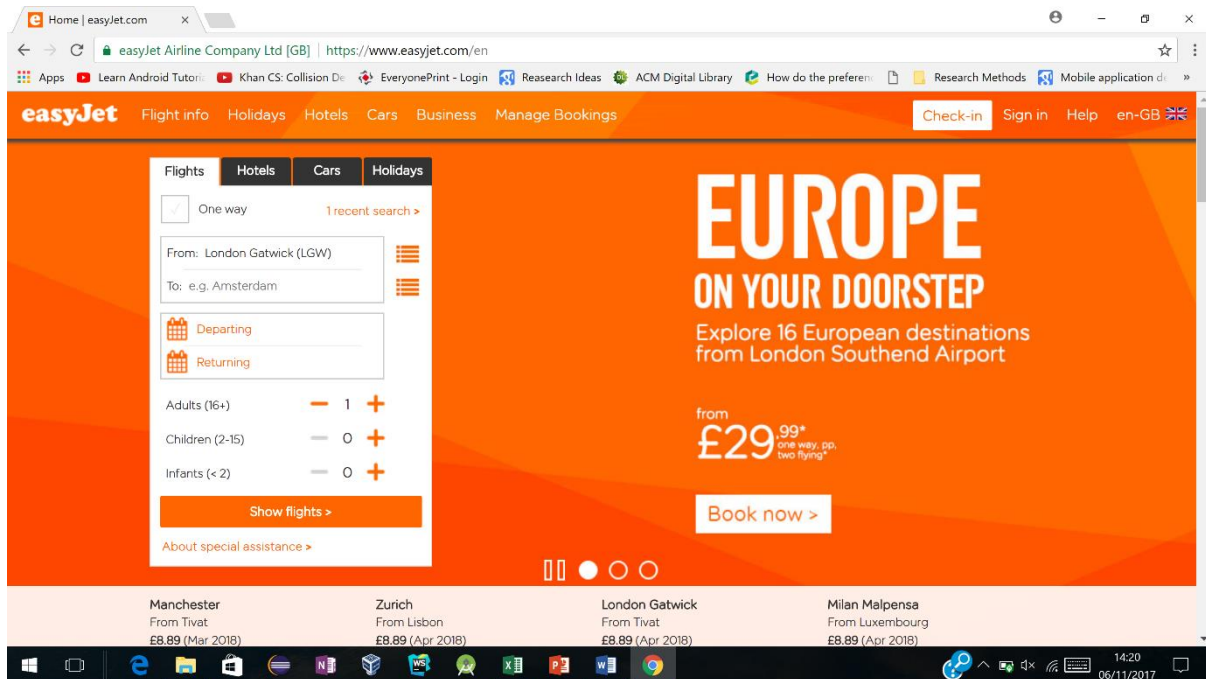 Home | easyJet.com
easyJet Airline Company Ltd [GB] | https://www.easyjet.com/en
Apps Learn Android Tutori Khan CS: Collision De EveryonePrint - Login Reasearch Ideas ACM Digital Library How do the preferen Research Methods Mobile application d »
easyJet Flight info Holidays Hotels Cars Business Manage Bookings Check-in Sign in Help en-GB
Flights Hotels Cars Holidays
One way 1 recent search >
From: London Gatwick (LGW)
To: e.g. Amsterdam
Departing
Returning
Adults (16+) 1
Children (2-15) 0
Infants (< 2) 0
Show flights >
About special assistance >
EUROPE
ON YOUR DOORSTEP
Explore 16 European destinations
from London Southend Airport
from
£29.99*
one way, pp,
two flying*
Book now >
Manchester
From Tivat
£8.89 (Mar 2018)
Zurich
From Lisbon
£8.89 (Apr 2018)
London Gatwick
From Tivat
£8.89 (Apr 2018)
Milan Malpensa
From Luxembourg
£8.89 (Apr 2018)
14:20
06/11/2017